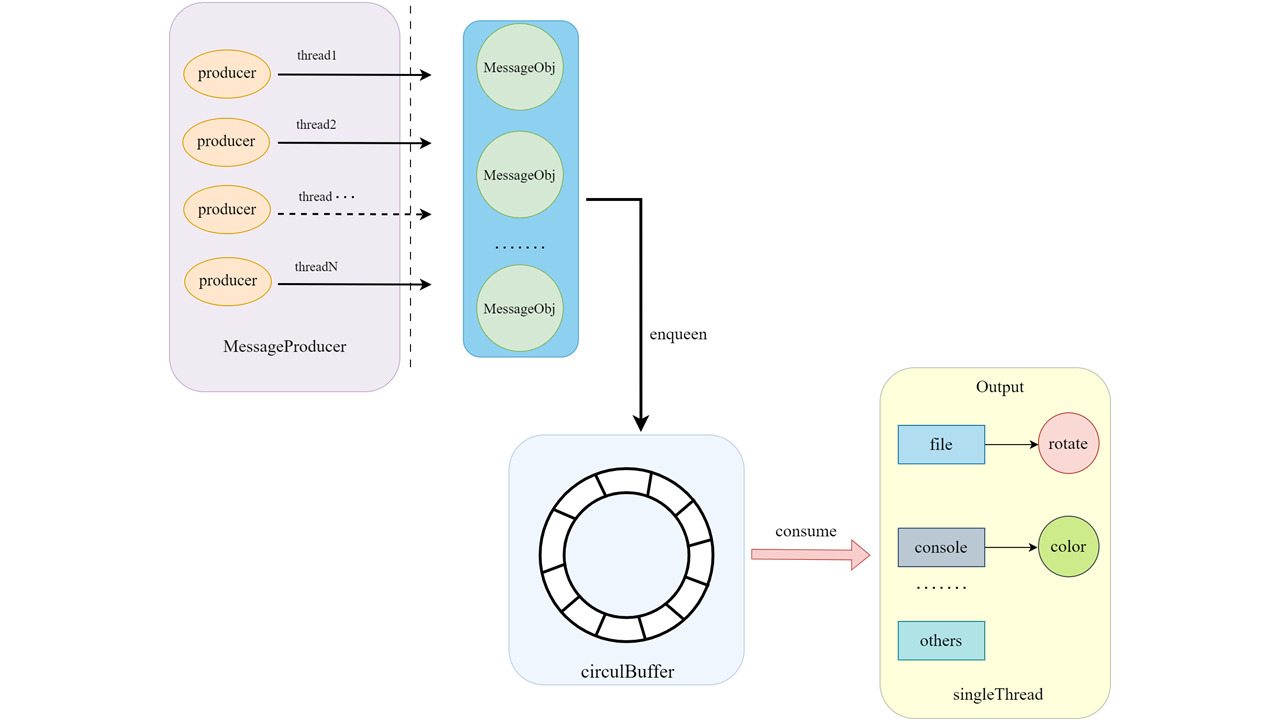 producer
thread1
producer
thread2
producer
thread · · ·
producer
threadN
MessageProducer
MessageObj
MessageObj
.......
MessageObj
enqueen
circulBuffer
consume
Output
file
rotate
console
color
.......
others
singleThread